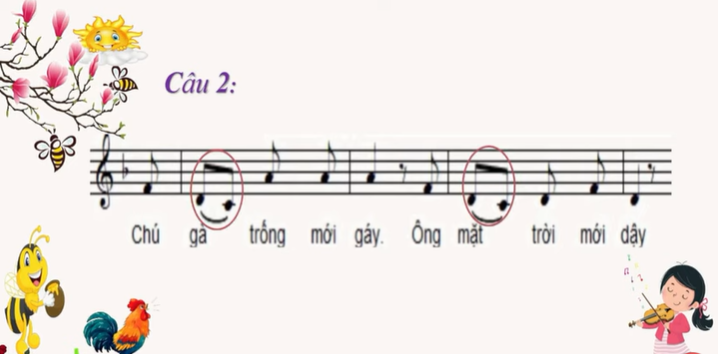 Câu 2:
Chú gà trống mới gáy. Ông mặt trời mới dậy